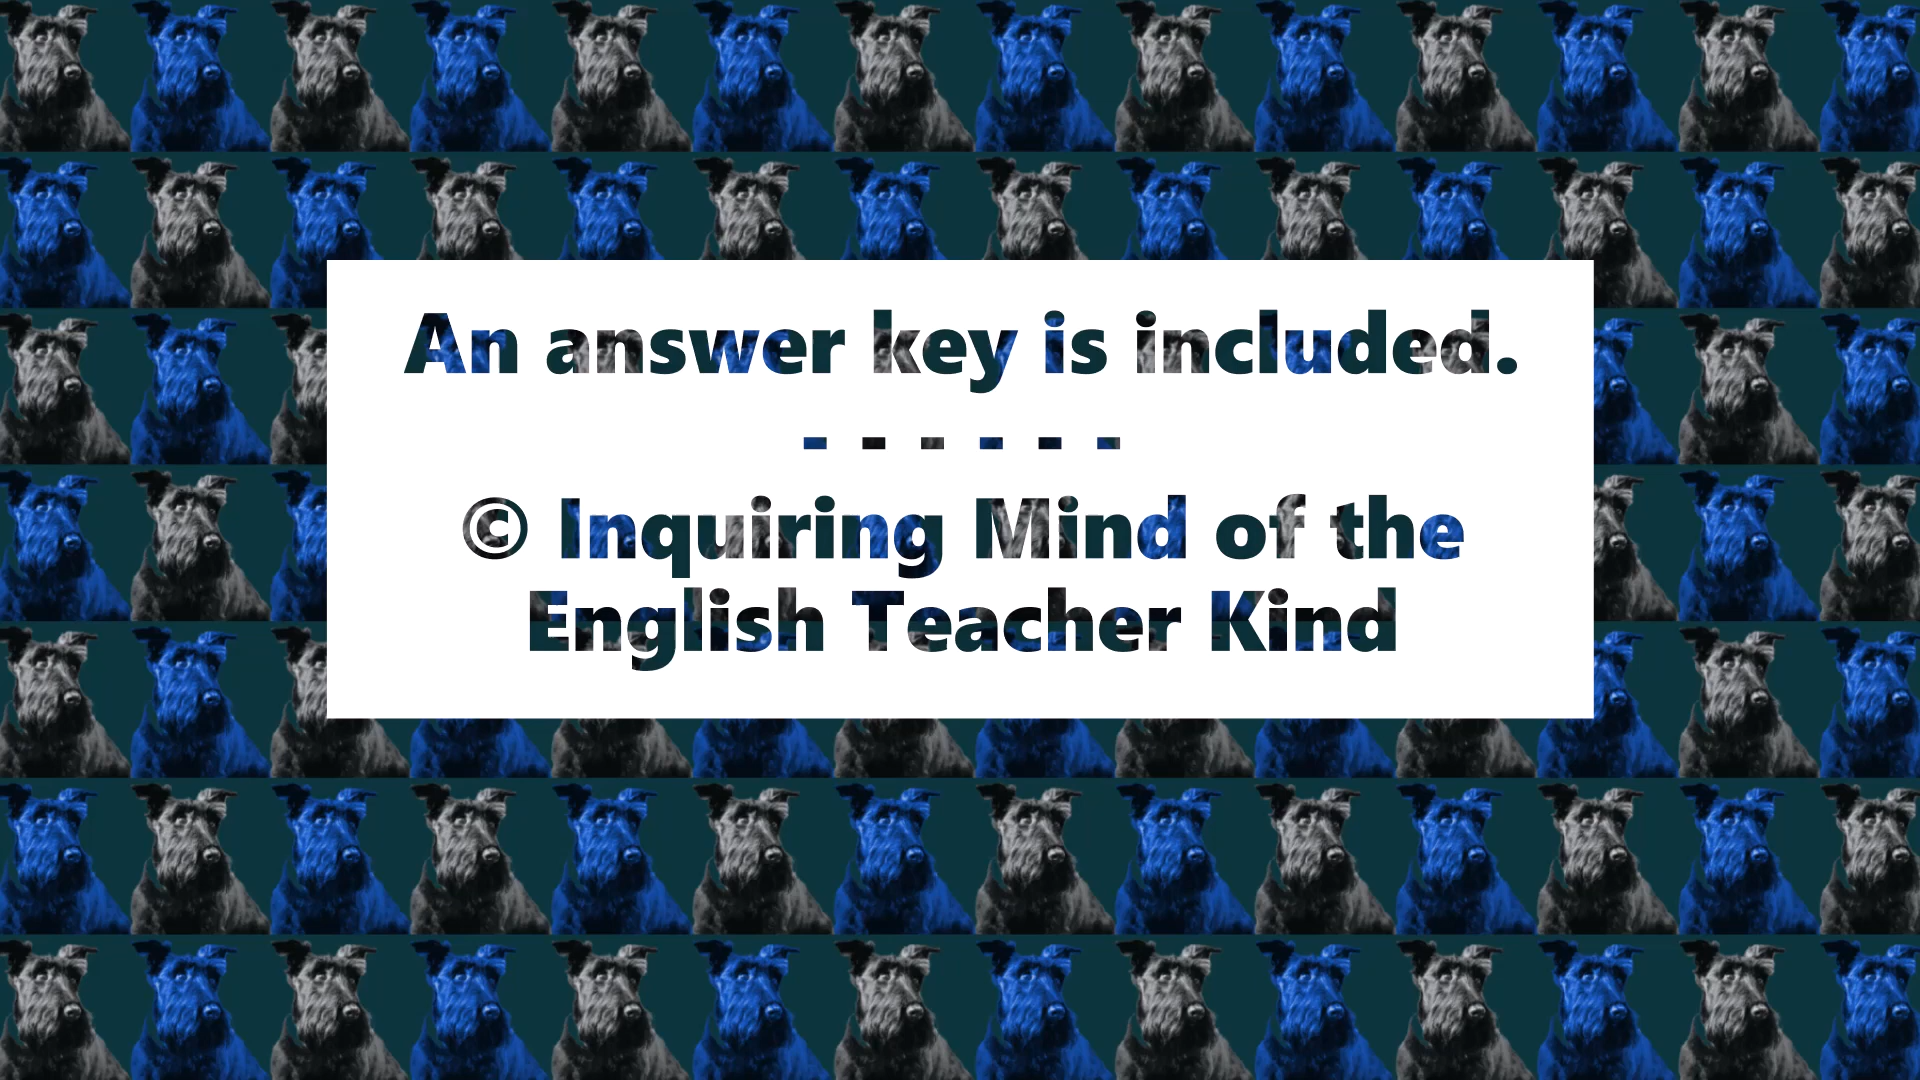 An answer key is included.
- - - - - -
© Inquiring Mind of the
English Teacher Kind